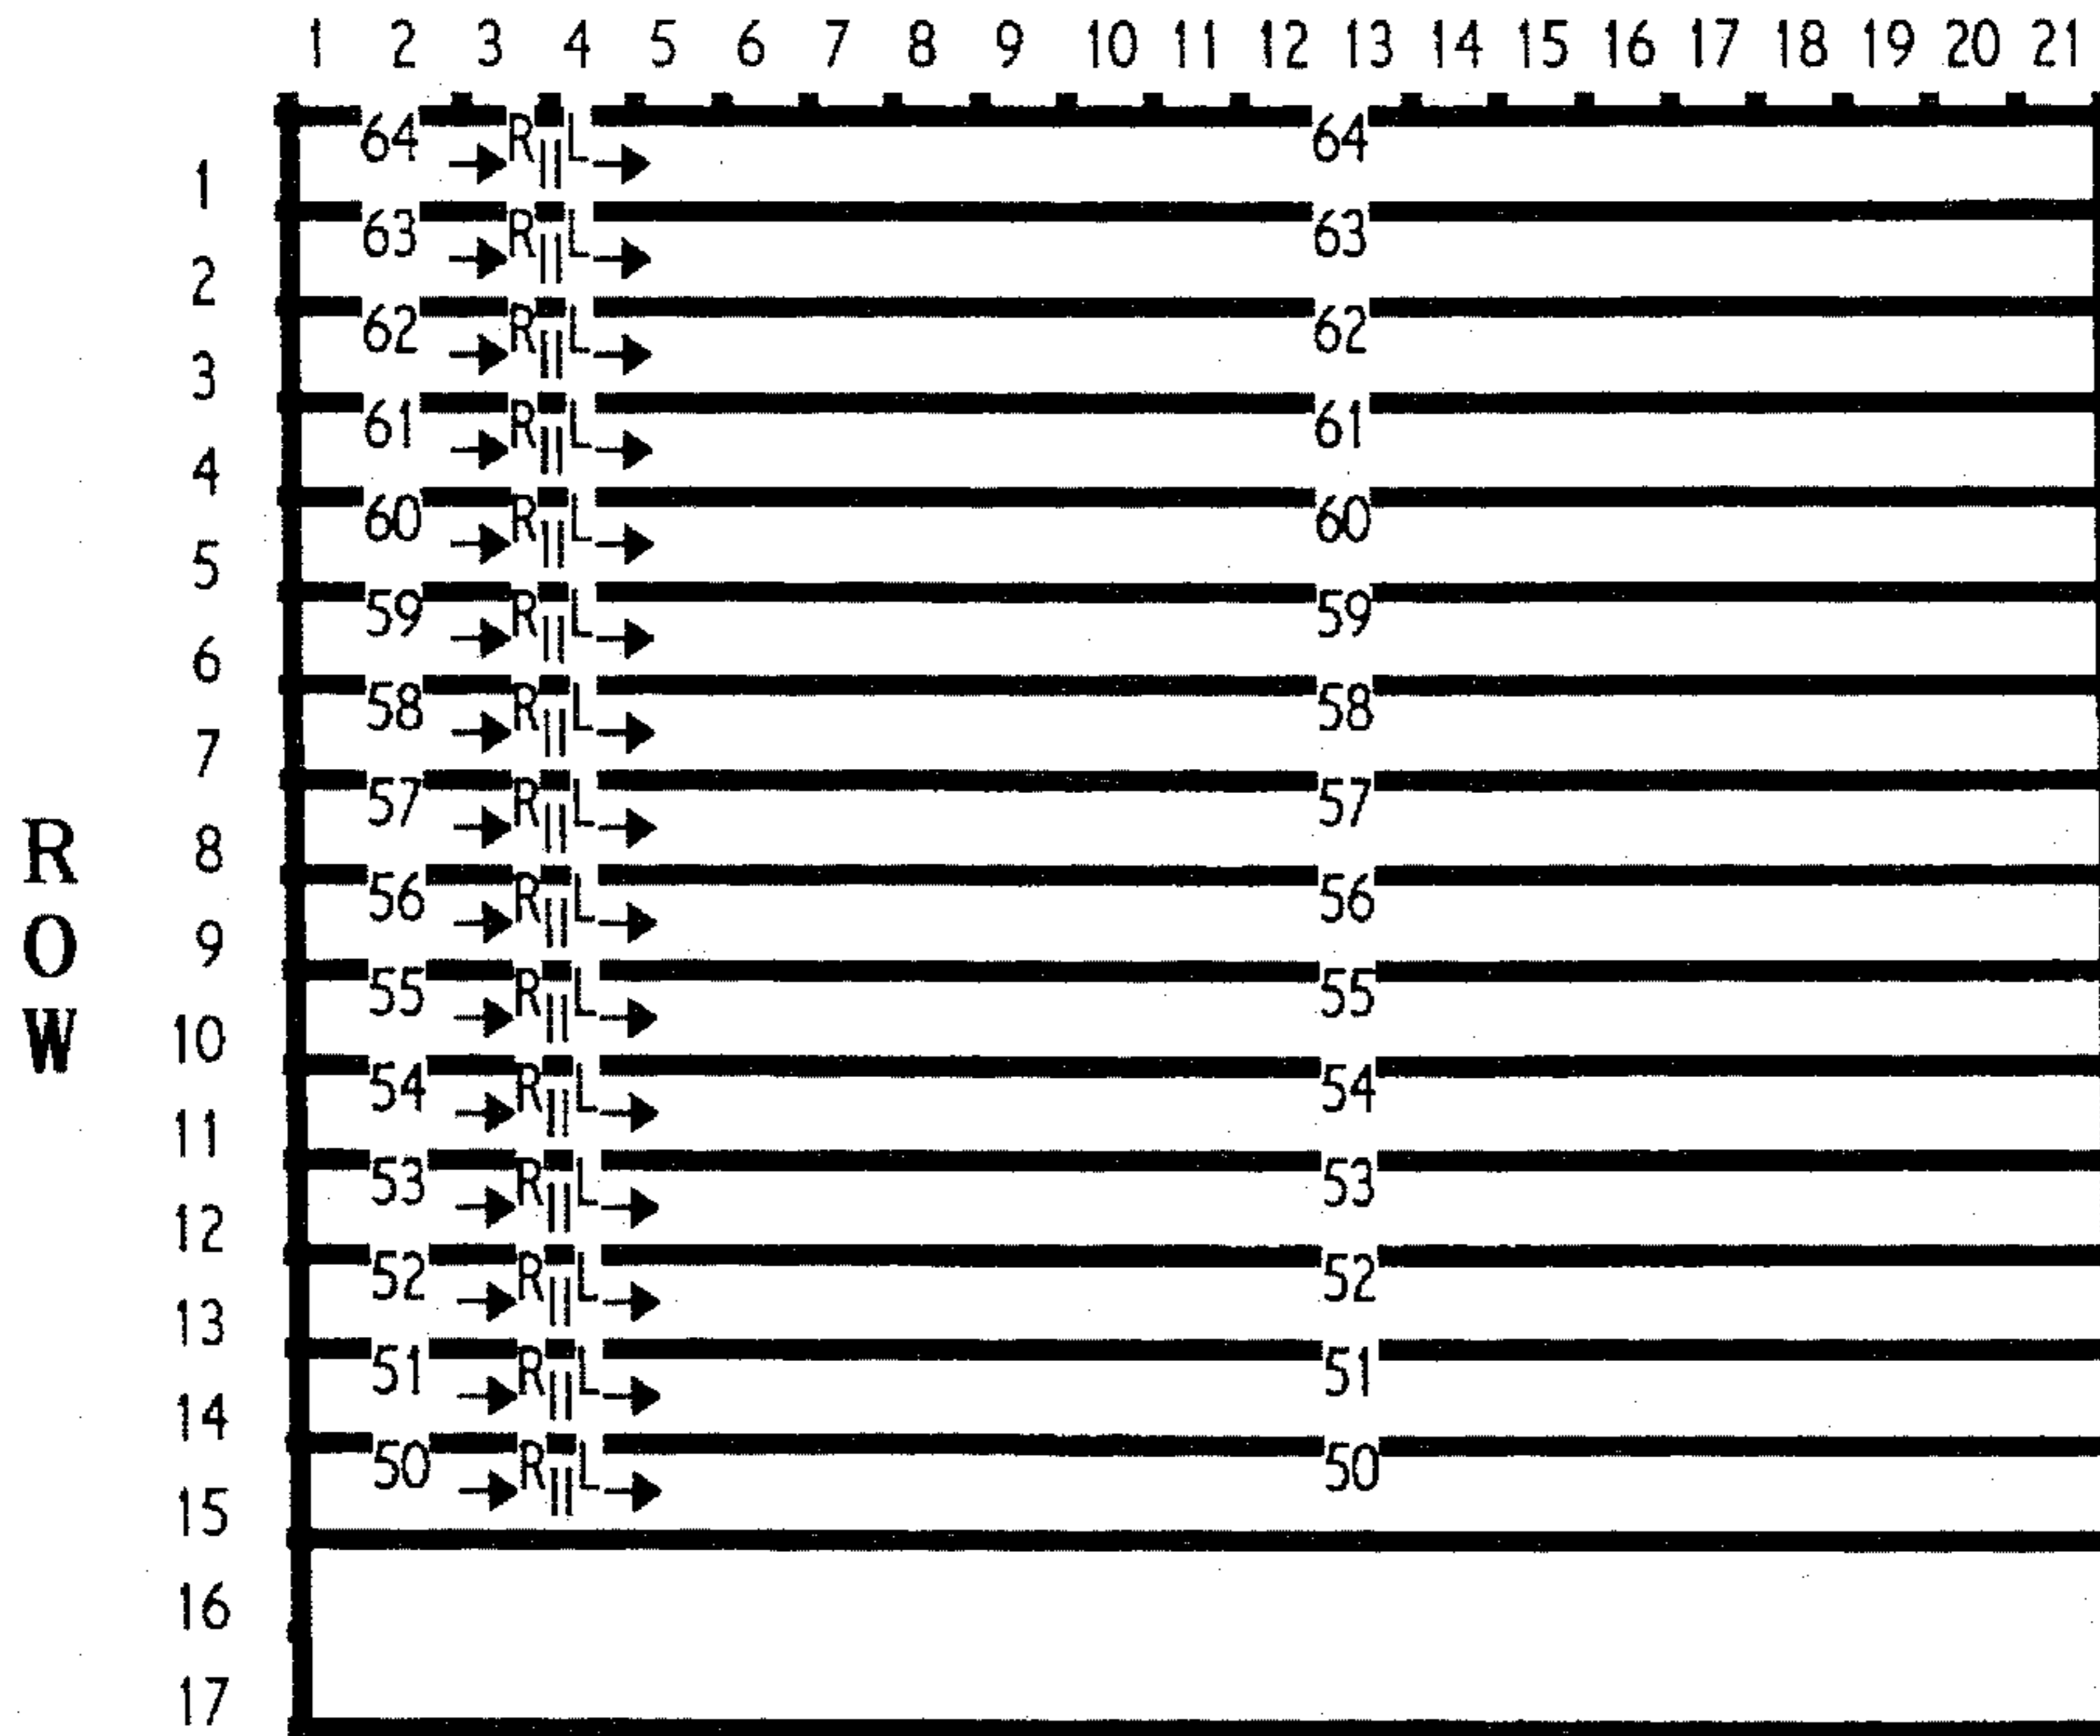 1 2 3 4 5 6 7 8 9 10 11 12 13 14 15 16 17 18 19 20 21
64 R L 64
1
63 R L 63
2
62 R L 62
3
61 R L 61
4
60 R L 60
5
59 R L 59
6
58 R L 58
7
57 R L 57
R 8
56 R L 56
O 9
55 R L 55
W 10
54 R L 54
11
53 R L 53
12
52 R L 52
13
51 R L 51
14
50 R L 50
15
16
17